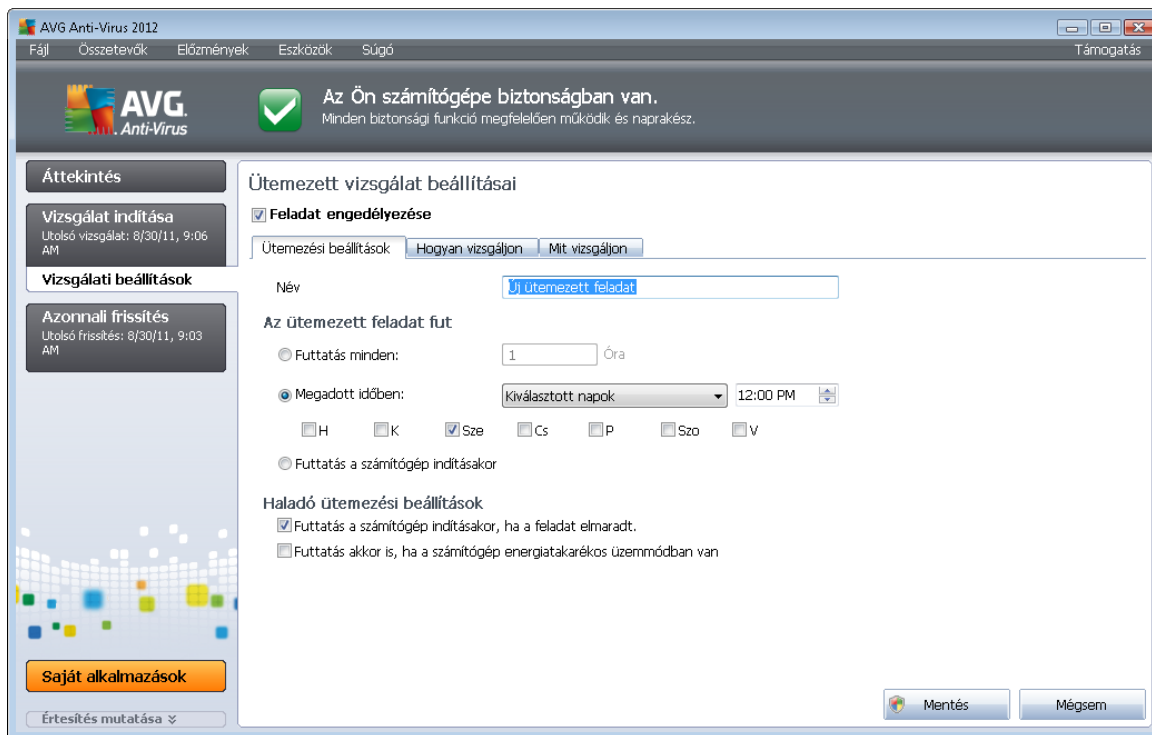 AVG Anti-Virus 2012
Fájl Összetevők Előzmények Eszközök Súgó Támogatás
AVG.
Anti-Virus
Az Ön számítógépe biztonságban van.
Minden biztonsági funkció megfelelően működik és naprakész.
Áttekintés
Vizsgálat indítása
Utolsó vizsgálat: 8/30/11, 9:06
AM
Vizsgálati beállítások
Azonnali frissítés
Utolsó frissítés: 8/30/11, 9:03
AM
Saját alkalmazások
Értesítés mutatása
Ütemezett vizsgálat beállításai
Feladat engedélyezése
Ütemezési beállítások Hogyan vizsgáljon Mit vizsgáljon
Név Új ütemezett feladat
Az ütemezett feladat fut
Futtatás minden: 1 Óra
Megadott időben: Kiválasztott napok 12:00 PM
H K Sze Cs P Szo V
Futtatás a számítógép indításakor
Haladó ütemezési beállítások
Futtatás a számítógép indításakor, ha a feladat elmaradt.
Futtatás akkor is, ha a számítógép energiatakarékos üzemmódban van
Mentés Mégsem